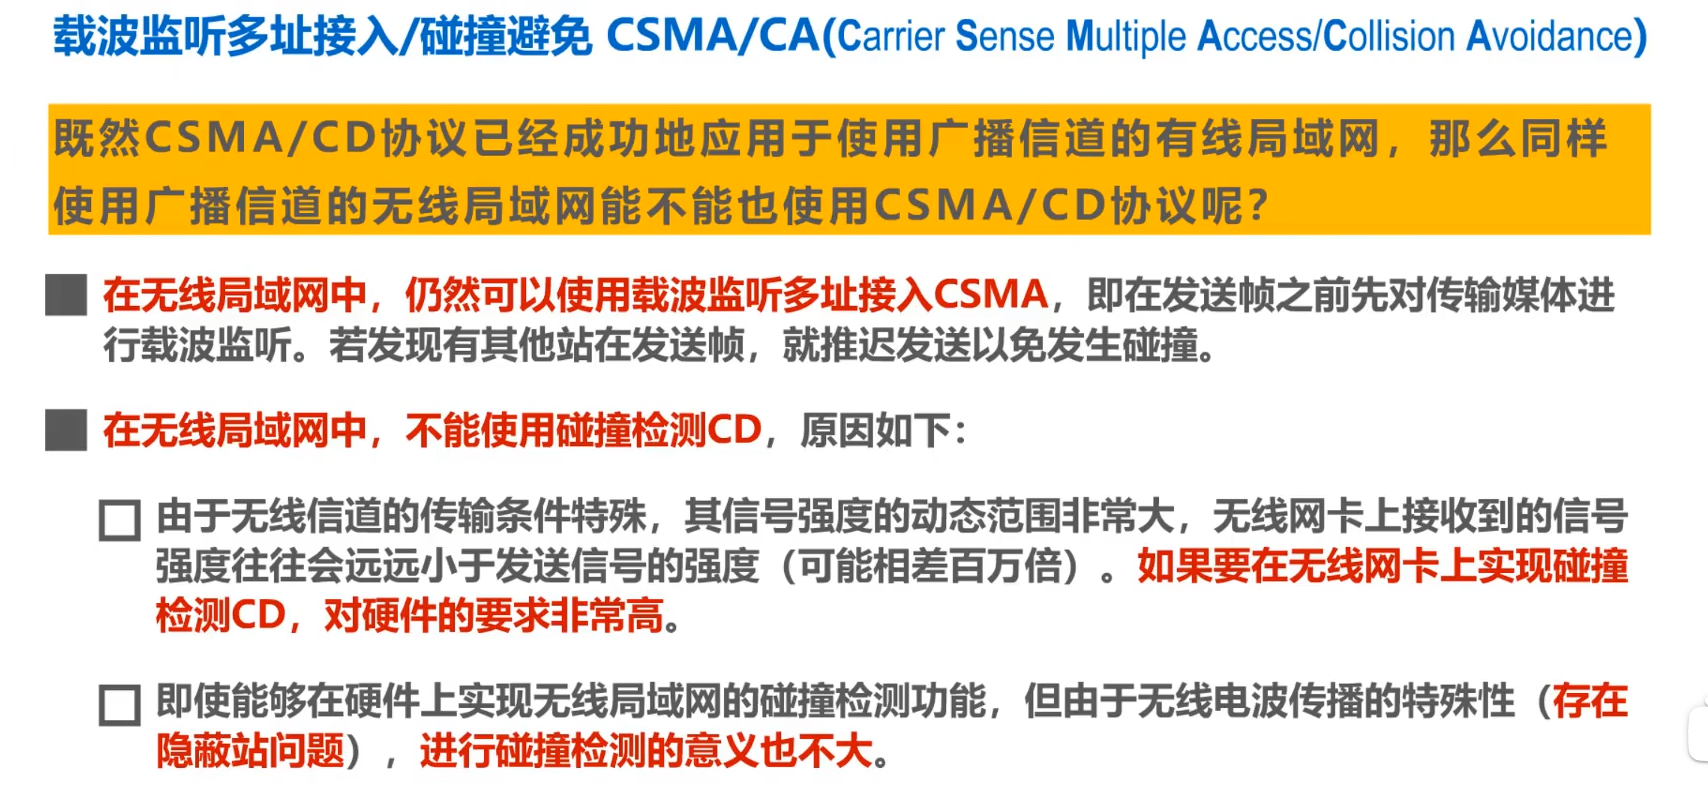 载波监听多址接入/碰撞避免 CSMA/CA(Carrier Sense Multiple Access/Collision Avoidance)
既然CSMA/CD协议已经成功地应用于使用广播信道的有线局域网，那么同样
使用广播信道的无线局域网能不能也使用CSMA/CD协议呢？
在无线局域网中，仍然可以使用载波监听多址接入CSMA，即在发送帧之前先对传输媒体进
行载波监听。若发现有其他站在发送帧，就推迟发送以免发生碰撞。
在无线局域网中，不能使用碰撞检测CD，原因如下：
由于无线信道的传输条件特殊，其信号强度的动态范围非常大，无线网卡上接收到的信号
强度往往会远远小于发送信号的强度（可能相差百万倍）。如果要在无线网卡上实现碰撞
检测CD，对硬件的要求非常高。
即使能够在硬件上实现无线局域网的碰撞检测功能，但由于无线电波传播的特殊性（存在
隐蔽站问题），进行碰撞检测的意义也不大。